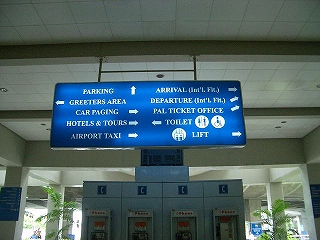 PARKING
GREETERS AREA
CAR PAGING
HOTELS & TOURS
AIRPORT TAXI
ARRIVAL (Int'l. Flt.)
DEPARTURE (Int'l. Flt.)
PAL TICKET OFFICE
TOILET
LIFT